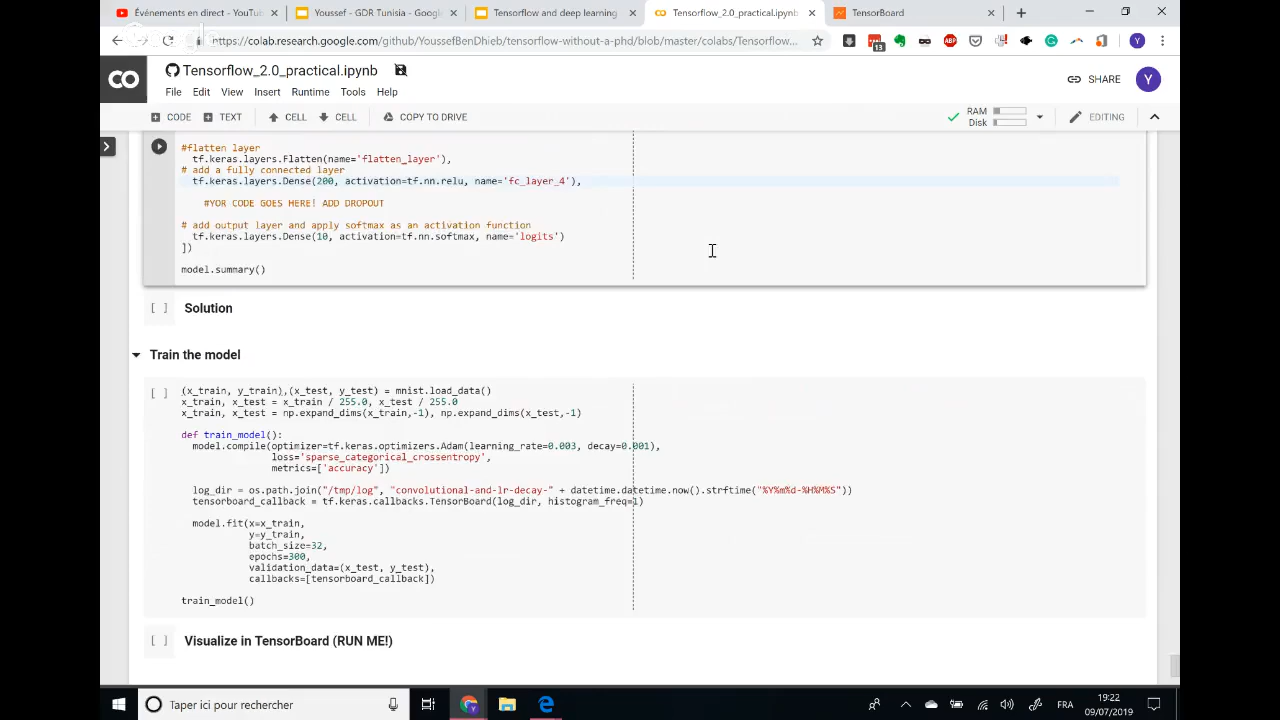 Événements en direct - YouTub
Youssef - GDR Tunisia - Google
Tensorflow and deep learning
Tensorflow_2.0_practical.ipynb
TensorBoard
https://colab.research.google.com/github/YoussefBenDhieb/tensorflow-without-a-phd/blob/master/colabs/Tensorflow...
13
ABP
Y
CO
Tensorflow_2.0_practical.ipynb
SHARE
Y
File Edit View Insert Runtime Tools Help
CODE TEXT CELL CELL COPY TO DRIVE
RAM
Disk
EDITING
#flatten layer
tf.keras.layers.Flatten(name='flatten_layer'),
# add a fully connected layer
tf.keras.layers.Dense(200, activation=tf.nn.relu, name='fc_layer_4'),
#YOR CODE GOES HERE! ADD DROPOUT
# add output layer and apply softmax as an activation function
tf.keras.layers.Dense(10, activation=tf.nn.softmax, name='logits')
])
model.summary()
[ ] Solution
Train the model
[ ]
(x_train, y_train),(x_test, y_test) = mnist.load_data()
x_train, x_test = x_train / 255.0, x_test / 255.0
x_train, x_test = np.expand_dims(x_train,-1), np.expand_dims(x_test,-1)
def train_model():
model.compile(optimizer=tf.keras.optimizers.Adam(learning_rate=0.003, decay=0.001),
loss='sparse_categorical_crossentropy',
metrics=['accuracy'])
log_dir = os.path.join("/tmp/log", "convolutional-and-lr-decay-" + datetime.datetime.now().strftime("%Y%m%d-%H%M%S"))
tensorboard_callback = tf.keras.callbacks.TensorBoard(log_dir, histogram_freq=1)
model.fit(x=x_train,
y=y_train,
batch_size=32,
epochs=300,
validation_data=(x_test, y_test),
callbacks=[tensorboard_callback])
train_model()
[ ] Visualize in TensorBoard (RUN ME!)
Taper ici pour rechercher
FRA
19:22
09/07/2019